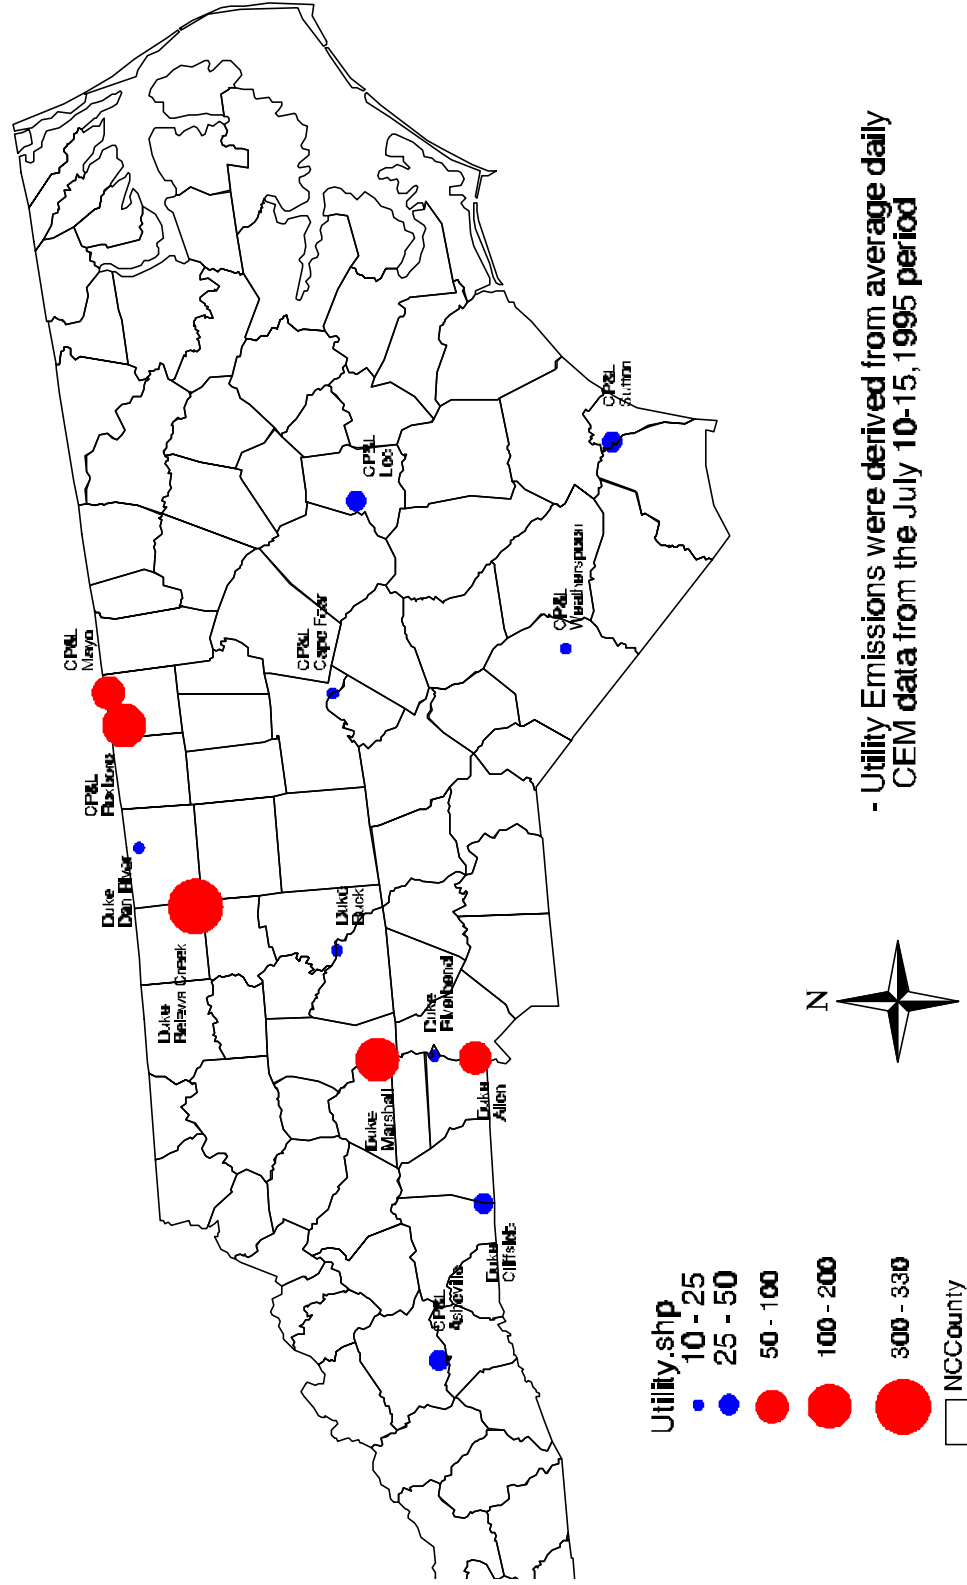 CP&L
Mayo
CP&L
Roxboro
Duke
Dan River
Duke
Belews Creek
CP&L
Cape Fear
CP&L
Lee
CP&L
Sutton
CP&L
Weatherspoon
Duke
Buck
Duke
Riverbend
Duke
Marshall
Duke
Allen
Duke
Cliffside
CP&L
Asheville
Utility.shp
10 - 25
25 - 50
50 - 100
100 - 200
300 - 330
NCCounty
N
- Utility Emissions were derived from average daily
CEM data from the July 10-15, 1995 period